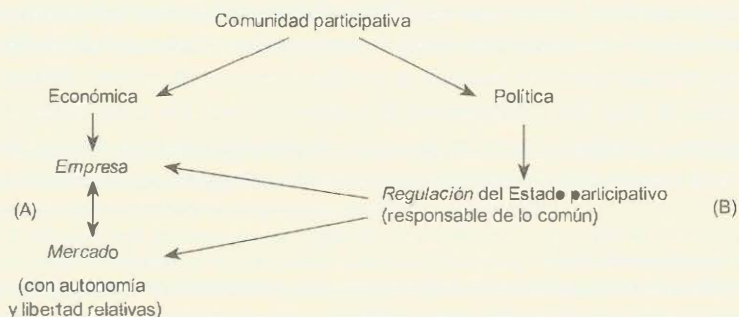 Comunidad participativa
Económica
Política
Empresa
Regulación del Estado participativo
(A)
(responsable de lo común)
(B)
Mercado
(con autonomía
y libertad relativas)